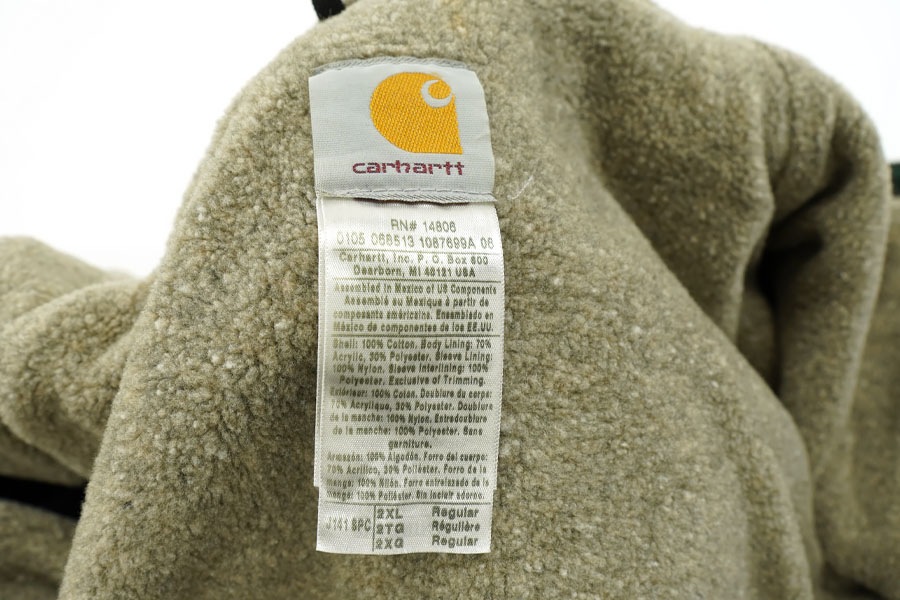 carhartt
RN# 14806
0105 068513 1087699A 06
Carhartt, Inc. P. O. Box 600
Dearborn, MI 48121 USA
Assembled in Mexico of US Components
Assemblé au Mexique à partir de
composants américains. Ensamblado en
México de componentes de los EE.UU.
Shell: 100% Cotton. Body Lining: 70%
Acrylic, 30% Polyester. Sleeve Lining:
100% Nylon. Sleeve Interlining: 100%
Polyester. Exclusive of Trimming.
Extérieur: 100% Coton. Doublure du corps:
70% Acrylique, 30% Polyester. Doublure
de la manche: 100% Nylon. Entredoublure
de la manche: 100% Polyester. Sans
garniture.
Armazón: 100% Algodón. Forro del cuerpo:
70% Acrílico, 30% Poliéster. Forro de la
manga: 100% Nilón. Forro entrelazado de la
manga: 100% Poliéster. Sin incluir adorno.
J141 SPC 2XL Regular
2TG Régulière
2XG Regular